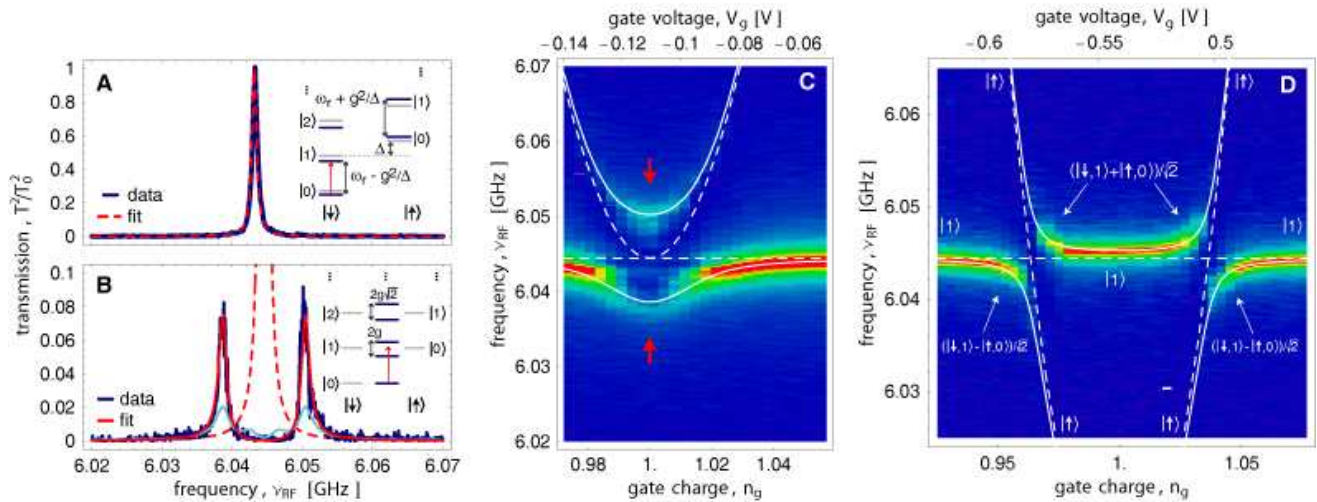 A
transmission , T²/T₀²
1
0.8
0.6
0.4
0.2
0
data
fit
ωr + g²/Δ
|2⟩
|1⟩
|0⟩
|1⟩
|0⟩
Δ
ωr - g²/Δ
|↓⟩ |↑⟩
B
0.1
0.08
0.06
0.04
0.02
0
data
fit
2g√2
2g
|2⟩
|1⟩
|0⟩
|1⟩
|0⟩
|↓⟩ |↑⟩
6.02 6.03 6.04 6.05 6.06 6.07
frequency , νRF [GHz]
gate voltage , Vg [V]
−0.14 −0.12 −0.1 −0.08 −0.06
C
frequency, νRF [GHz]
6.07
6.06
6.05
6.04
6.03
6.02
0.98 1. 1.02 1.04
gate charge, ng
gate voltage , Vg [V]
−0.6 −0.55 0.5
D
frequency, νRF [GHz]
6.06
6.05
6.04
6.03
|↑⟩ |↑⟩
(|↓,1⟩+|↑,0⟩)/√2
|1⟩ |1⟩
|1⟩
(|↓,1⟩−|↑,0⟩)/√2 (|↓,1⟩−|↑,0⟩)/√2
|↑⟩ |↑⟩
0.95 1. 1.05
gate charge, ng